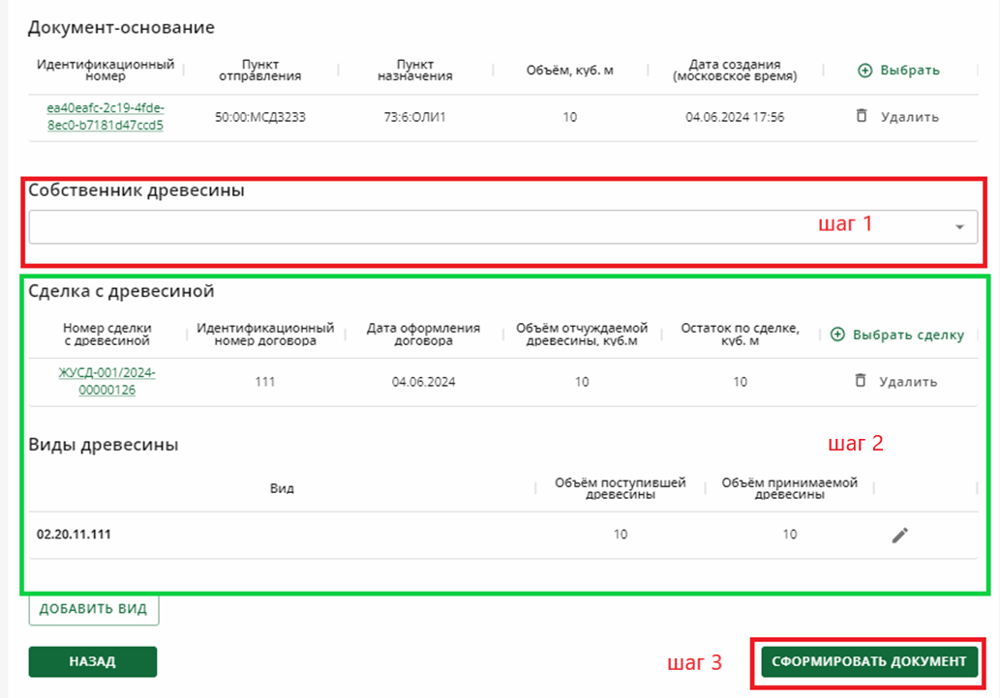 Документ-основание
Идентификационный номер
Пункт отправления
Пункт назначения
Объём, куб. м
Дата создания (московское время)
Выбрать
ea40eafc-2c19-4fde-8ec0-b7181d47ccd5
50:00:МСД3233
73:6:ОЛИ1
10
04.06.2024 17:56
Удалить
Собственник древесины
шаг 1
Сделка с древесиной
Номер сделки с древесиной
Идентификационный номер договора
Дата оформления договора
Объём отчуждаемой древесины, куб.м
Остаток по сделке, куб. м
Выбрать сделку
ЖУСД-001/2024-00000126
111
04.06.2024
10
10
Удалить
Виды древесины
шаг 2
Вид
Объём поступившей древесины
Объём принимаемой древесины
02.20.11.111
10
10
ДОБАВИТЬ ВИД
НАЗАД
шаг 3
СФОРМИРОВАТЬ ДОКУМЕНТ